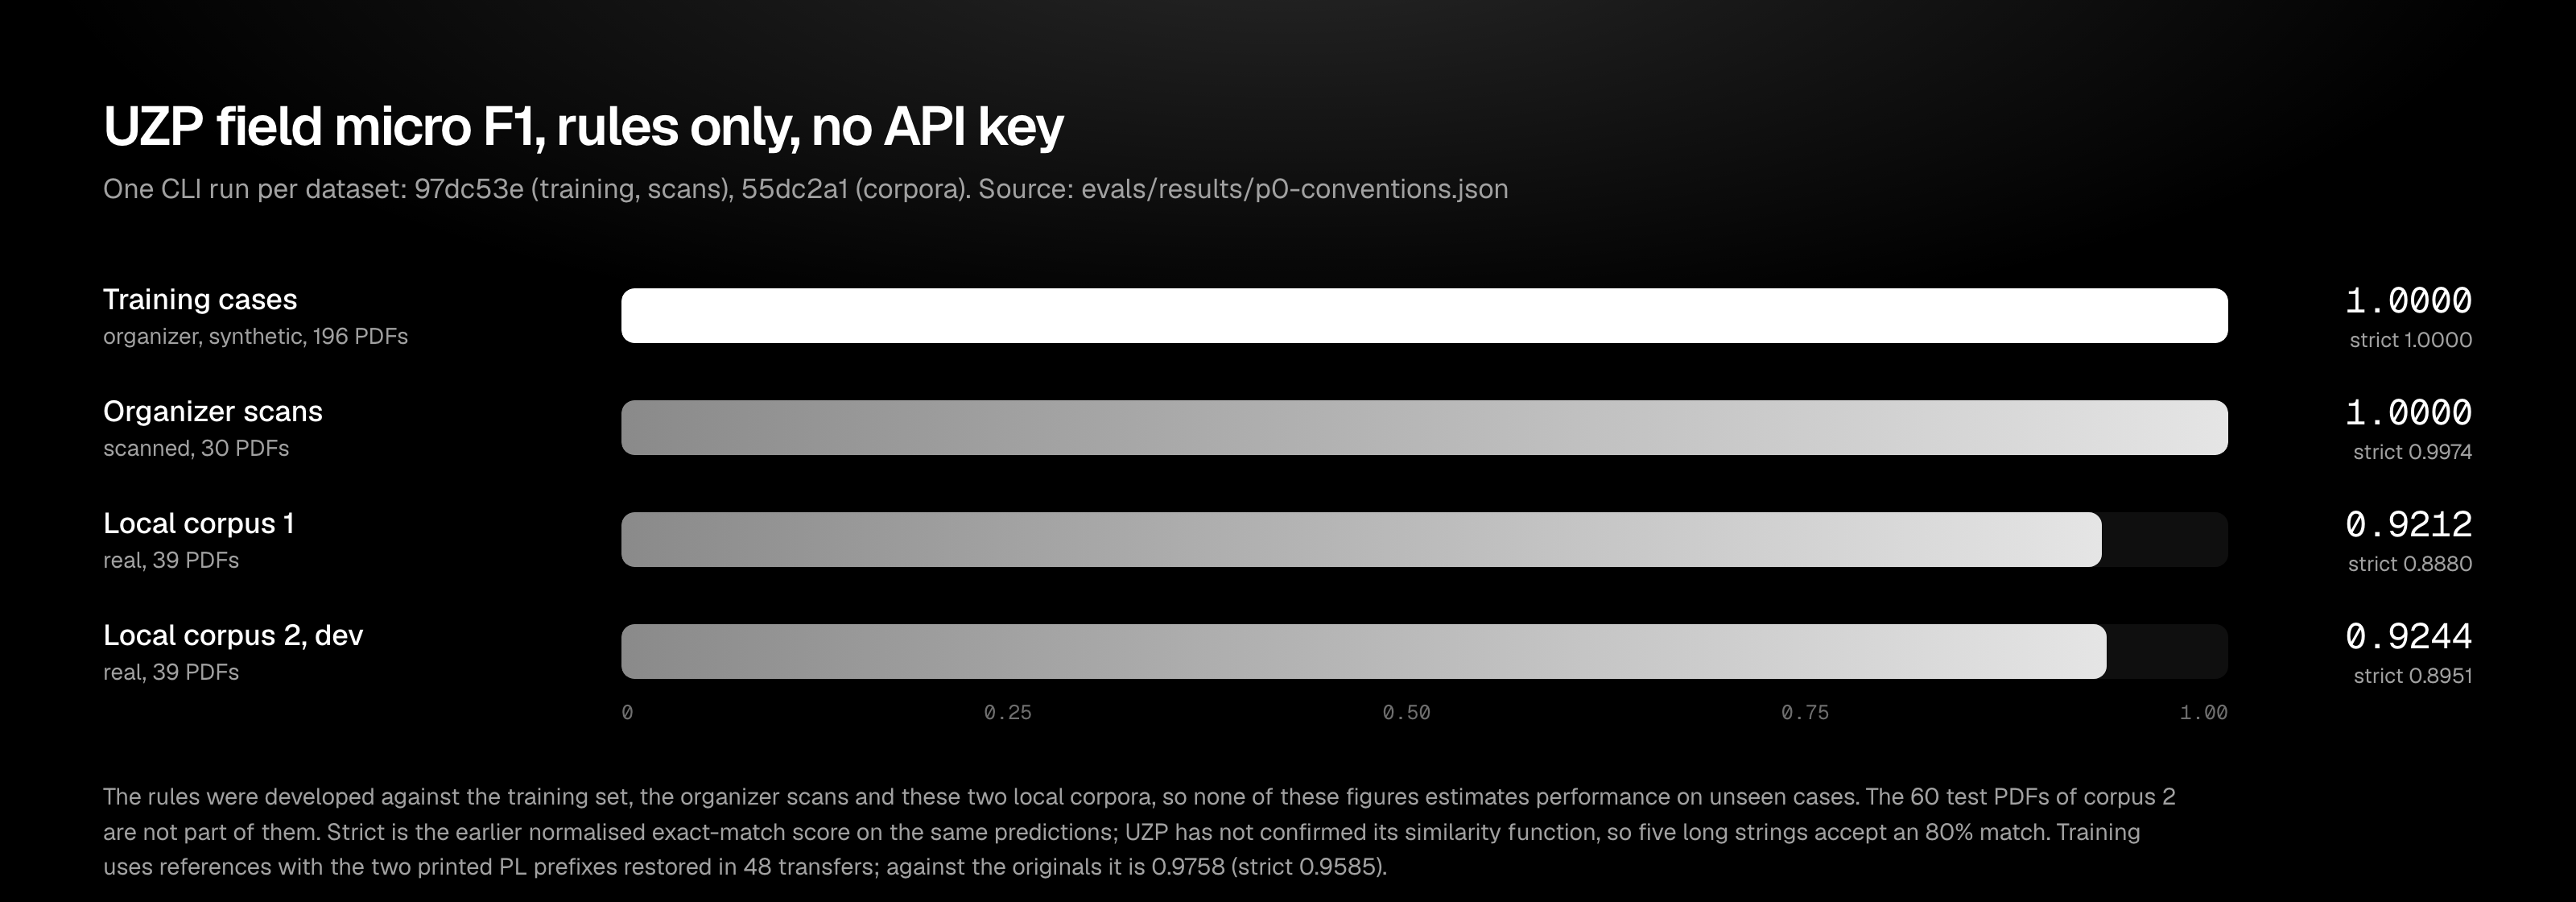 UZP field micro F1, rules only, no API key
One CLI run per dataset: 97dc53e (training, scans), 55dc2a1 (corpora). Source: evals/results/p0-conventions.json
Training cases
organizer, synthetic, 196 PDFs
1.0000
strict 1.0000
Organizer scans
scanned, 30 PDFs
1.0000
strict 0.9974
Local corpus 1
real, 39 PDFs
0.9212
strict 0.8880
Local corpus 2, dev
real, 39 PDFs
0.9244
strict 0.8951
0 0.25 0.50 0.75 1.00
The rules were developed against the training set, the organizer scans and these two local corpora, so none of these figures estimates performance on unseen cases. The 60 test PDFs of corpus 2
are not part of them. Strict is the earlier normalised exact-match score on the same predictions; UZP has not confirmed its similarity function, so five long strings accept an 80% match. Training
uses references with the two printed PL prefixes restored in 48 transfers; against the originals it is 0.9758 (strict 0.9585).